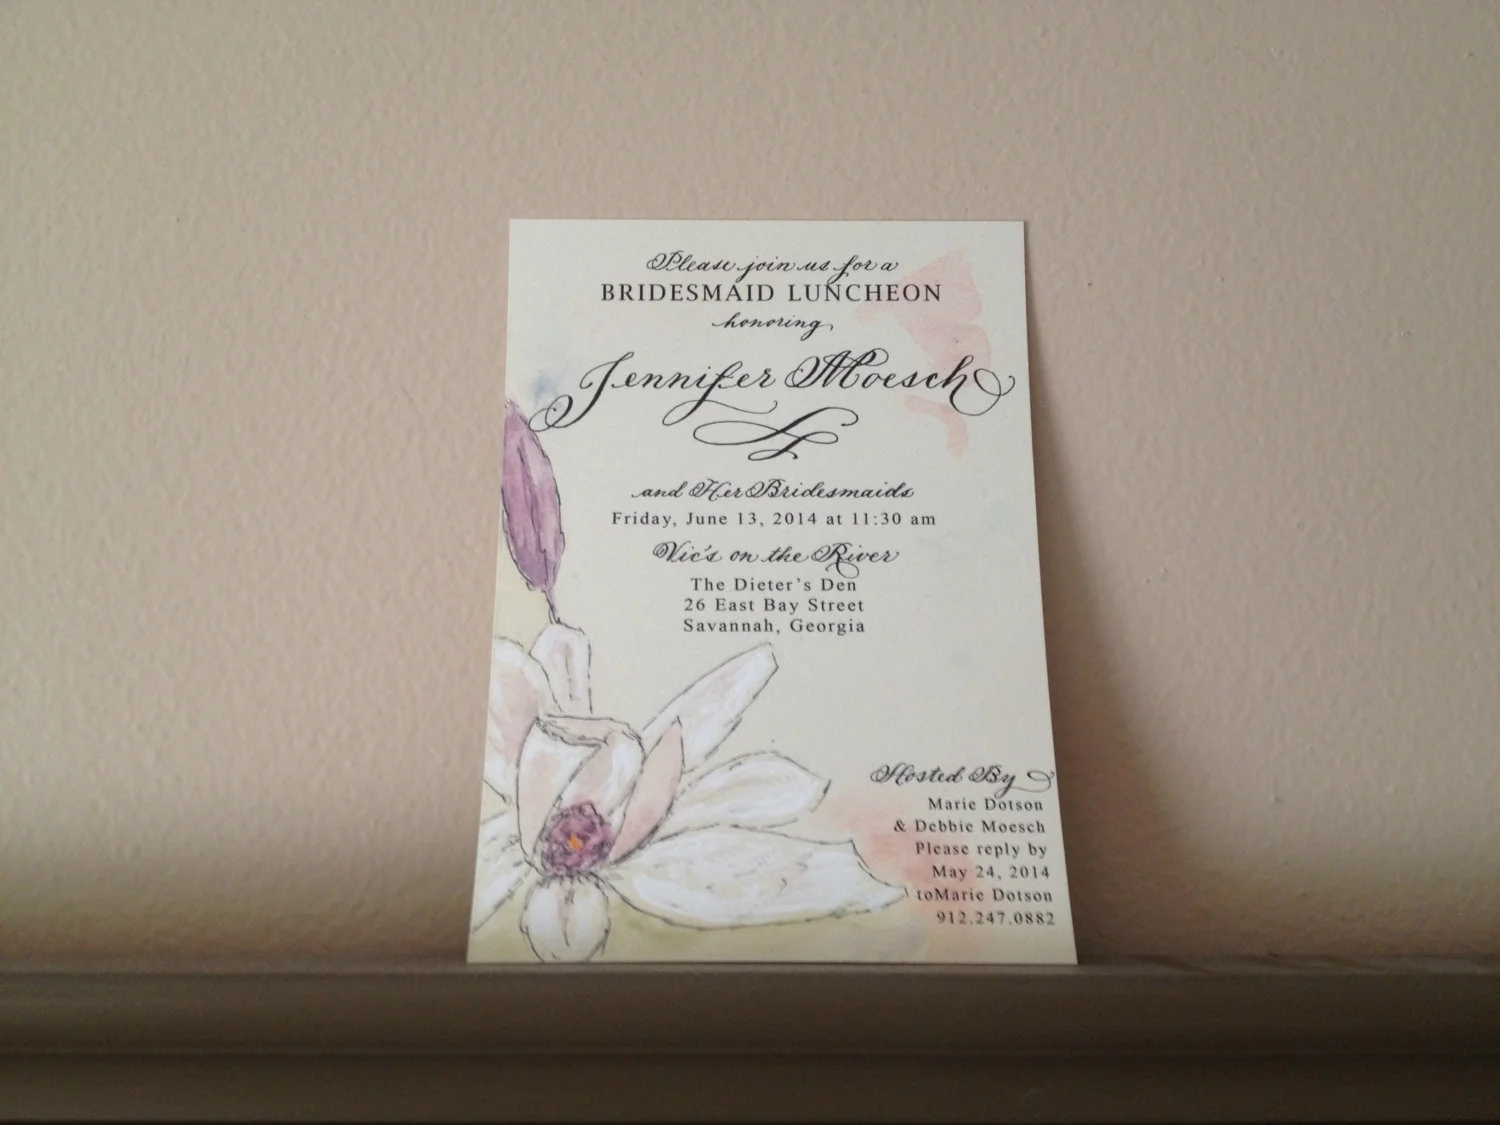 Please join us for a
BRIDESMAID LUNCHEON
honoring
Jennifer Moesch
and Her Bridesmaids
Friday, June 13, 2014 at 11:30 am
Vic's on the River
The Dieter's Den
26 East Bay Street
Savannah, Georgia
Hosted By
Marie Dotson
& Debbie Moesch
Please reply by
May 24, 2014
toMarie Dotson
912.247.0882